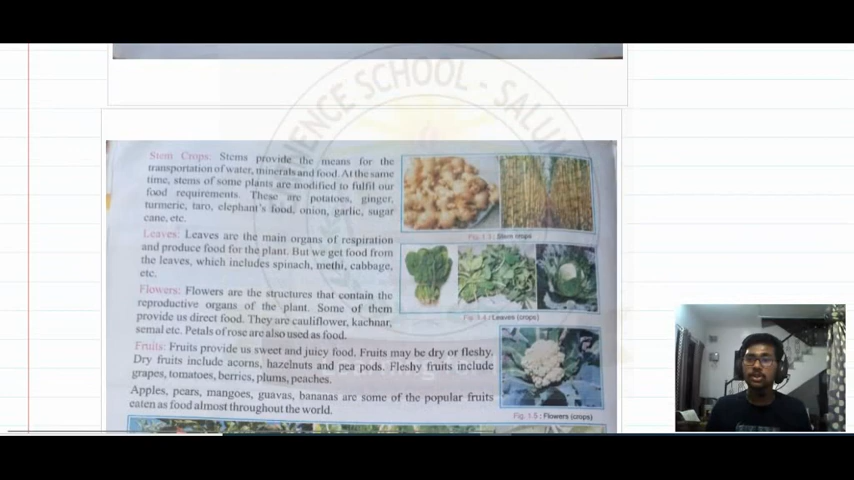 SCIENCE SCHOOL - SALUM
Stem Crops: Stems provide the means for the
transportation of water, minerals and food. At the same
time, stems of some plants are modified to fulfil our
food requirements. These are potatoes, ginger,
turmeric, taro, elephant's food, onion, garlic, sugar
cane, etc.
Fig. 1.3 : Stem crops
Leaves: Leaves are the main organs of respiration
and produce food for the plant. But we get food from
the leaves, which includes spinach, methi, cabbage,
etc.
Fig. 1.4 : Leaves (crops)
Flowers: Flowers are the structures that contain the
reproductive organs of the plant. Some of them
provide us direct food. They are cauliflower, kachnar,
semal etc. Petals of rose are also used as food.
Fruits: Fruits provide us sweet and juicy food. Fruits may be dry or fleshy.
Dry fruits include acorns, hazelnuts and pea pods. Fleshy fruits include
grapes, tomatoes, berries, plums, peaches.
Apples, pears, mangoes, guavas, bananas are some of the popular fruits
eaten as food almost throughout the world.
Fig. 1.5 : Flowers (crops)